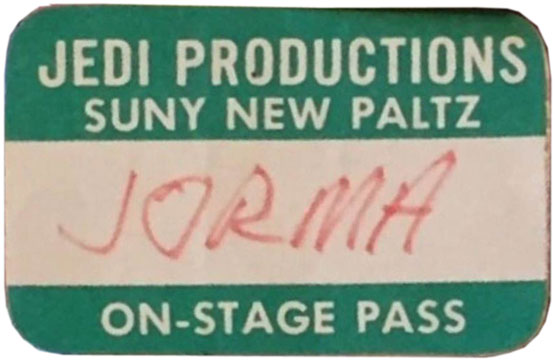 JEDI PRODUCTIONS
SUNY NEW PALTZ
JORMA
ON-STAGE PASS